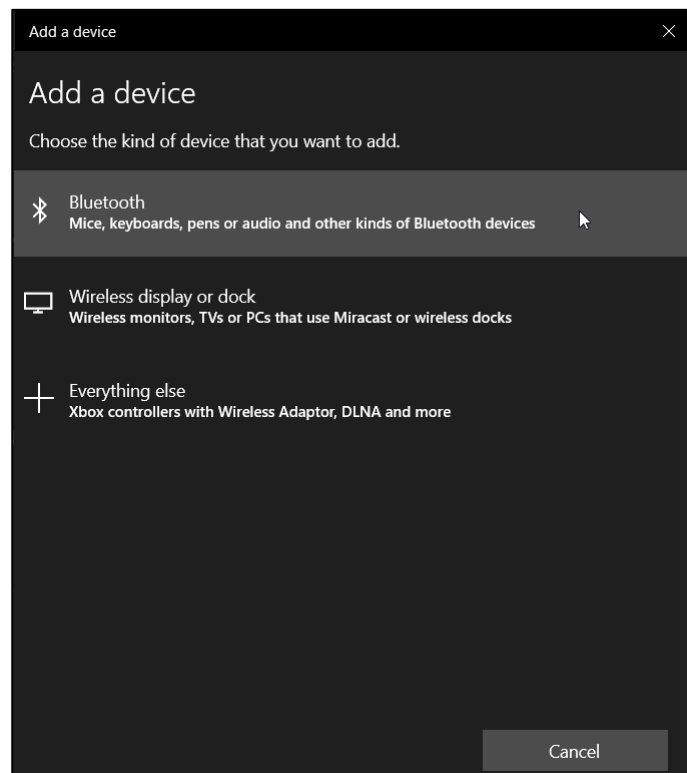 Add a device
Add a device
Choose the kind of device that you want to add.
Bluetooth
Mice, keyboards, pens or audio and other kinds of Bluetooth devices
Wireless display or dock
Wireless monitors, TVs or PCs that use Miracast or wireless docks
Everything else
Xbox controllers with Wireless Adaptor, DLNA and more
Cancel